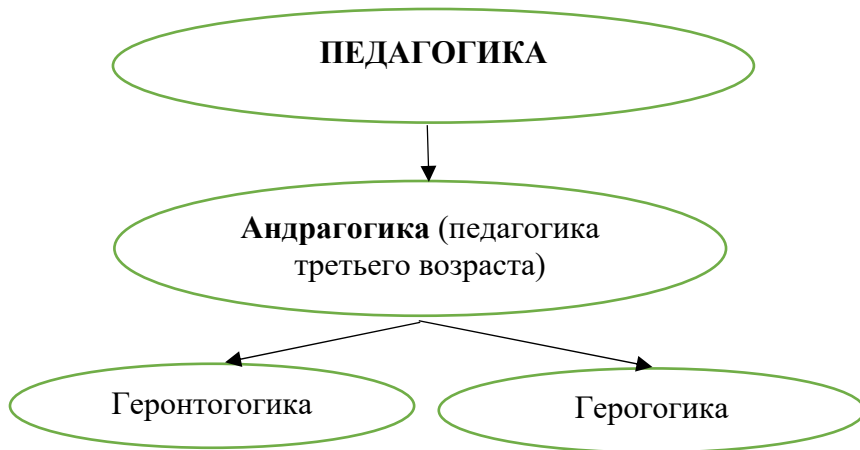 ПЕДАГОГИКА
Андрагогика (педагогика
третьего возраста)
Геронтогогика
Герогогика